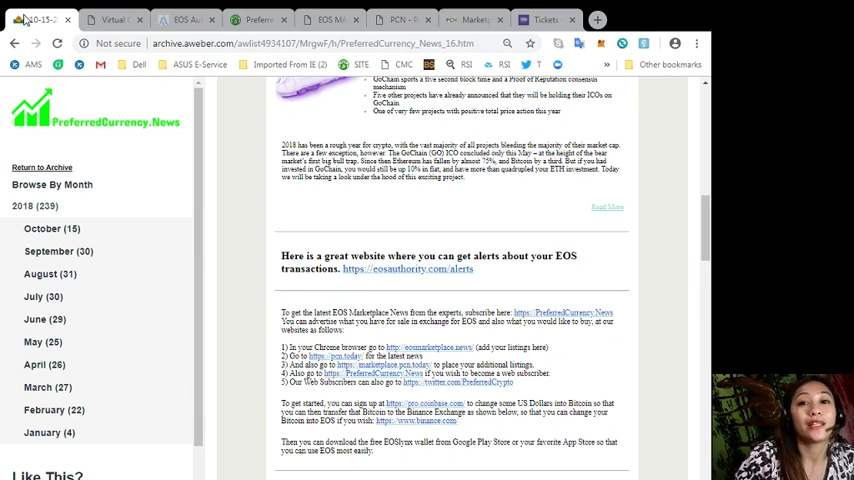 10-15-2
Virtual C
EOS Aut
Preferre
EOS MA
PCN - P
Market
Tickets
Not secure
archive.aweber.com/awlist4934107/MrgwF/h/PreferredCurrency_News_16.htm
AMS
Dell
ASUS E-Service
Imported From IE (2)
SITE
CMC
BS
RSI
RSI
T
»
Other bookmarks
PreferredCurrency.News
Return to Archive
Browse By Month
2018 (239)
October (15)
September (30)
August (31)
July (30)
June (29)
May (25)
April (26)
March (27)
February (22)
January (4)
Like This?
GoChain sports a five second block time and a Proof of Reputation consensus
mechanism
Five other projects have already announced that they will be holding their ICOs on
GoChain
One of very few projects with positive total price action this year
2018 has been a rough year for crypto, with the vast majority of all projects bleeding the majority of their market cap.
There are a few exception, however. The GoChain (GO) ICO concluded only this May – at the height of the bear
market's first big bull trap. Since then Ethereum has fallen by almost 75%, and Bitcoin by a third. But if you had
invested in GoChain, you would still be up 10% in fiat, and have more than quadrupled your ETH investment. Today
we will be taking a look under the hood of this exciting project.
Read More
Here is a great website where you can get alerts about your EOS
transactions. https://eosauthority.com/alerts
To get the latest EOS Marketplace News from the experts, subscribe here: https://PreferredCurrency.News
You can advertise what you have for sale in exchange for EOS and also what you would like to buy, at our
websites as follows:
1) In your Chrome browser go to http://eosmarketplace.news/ (add your listings here)
2) Go to https://pcn.today/ for the latest news
3) And also go to https://marketplace.pcn.today/ to place your additional listings.
4) Also go to https://PreferredCurrency.News if you wish to become a web subscriber.
5) Our Web Subscribers can also go to https://twitter.com/PreferredCrypto
To get started, you can sign up at https://pro.coinbase.com/ to change some US Dollars into Bitcoin so that
you can then transfer that Bitcoin to the Binance Exchange as shown below, so that you can change your
Bitcoin into EOS if you wish: https://www.binance.com/
Then you can download the free EOSlynx wallet from Google Play Store or your favorite App Store so that
you can use EOS most easily.